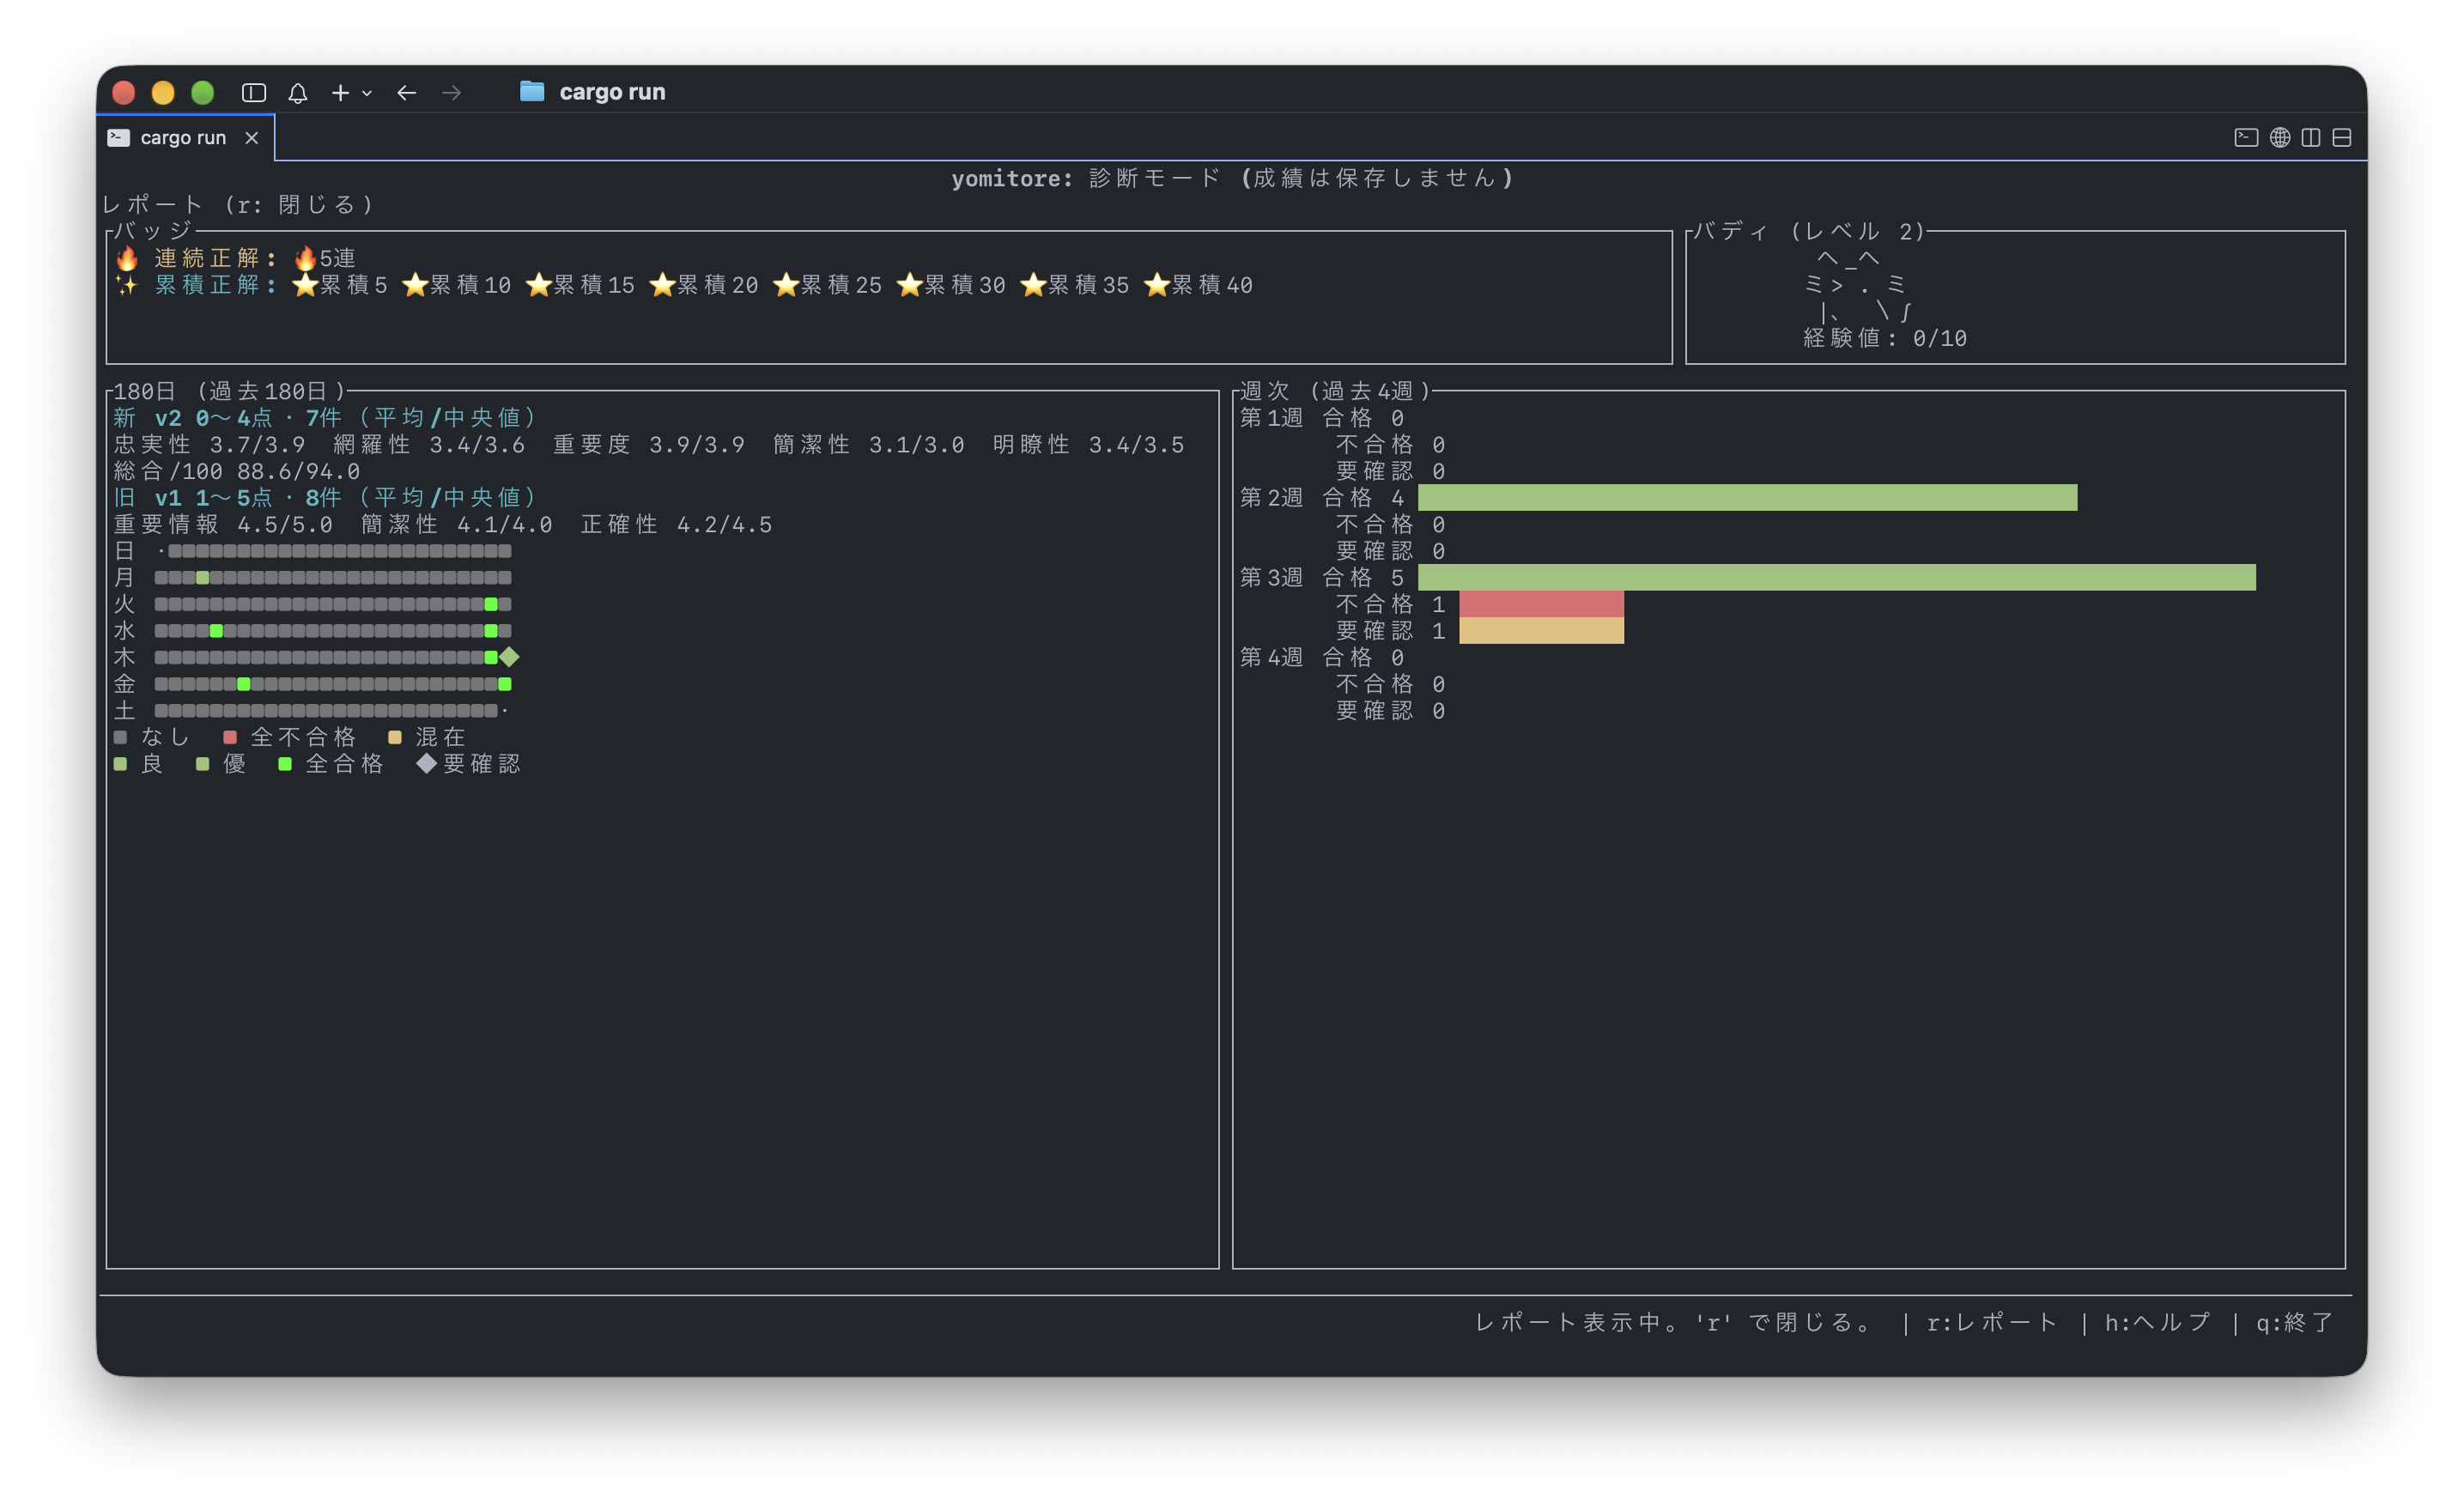 cargo run
cargo run
yomitore: 診断モード (成績は保存しません)
レポート (r: 閉じる)
バッジ
🔥 連続正解: 🔥5連
✨ 累積正解: ⭐累積5 ⭐累積10 ⭐累積15 ⭐累積20 ⭐累積25 ⭐累積30 ⭐累積35 ⭐累積40
バディ (レベル 2)
ヘ_ヘ
ミ> . ミ
|、 \ʃ
経験値: 0/10
180日 (過去180日)
新 v2 0〜4点・7件 (平均/中央値)
忠実性 3.7/3.9 網羅性 3.4/3.6 重要度 3.9/3.9 簡潔性 3.1/3.0 明瞭性 3.4/3.5
総合/100 88.6/94.0
旧 v1 1〜5点・8件 (平均/中央値)
重要情報 4.5/5.0 簡潔性 4.1/4.0 正確性 4.2/4.5
日
月
火
水
木
金
土
なし 全不合格 混在
良 優 全合格 ◆要確認
週次 (過去4週)
第1週 合格 0
不合格 0
要確認 0
第2週 合格 4
不合格 0
要確認 0
第3週 合格 5
不合格 1
要確認 1
第4週 合格 0
不合格 0
要確認 0
レポート表示中。'r' で閉じる。 | r:レポート | h:ヘルプ | q:終了